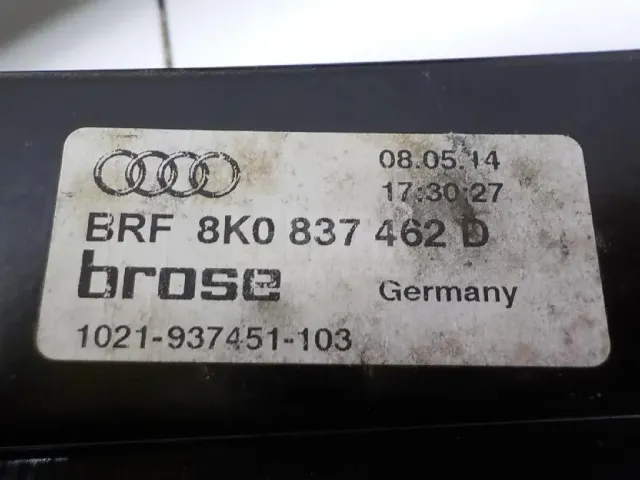 08.05.14
17:30:27
BRF 8K0 837 462 D
brose Germany
1021-937451-103